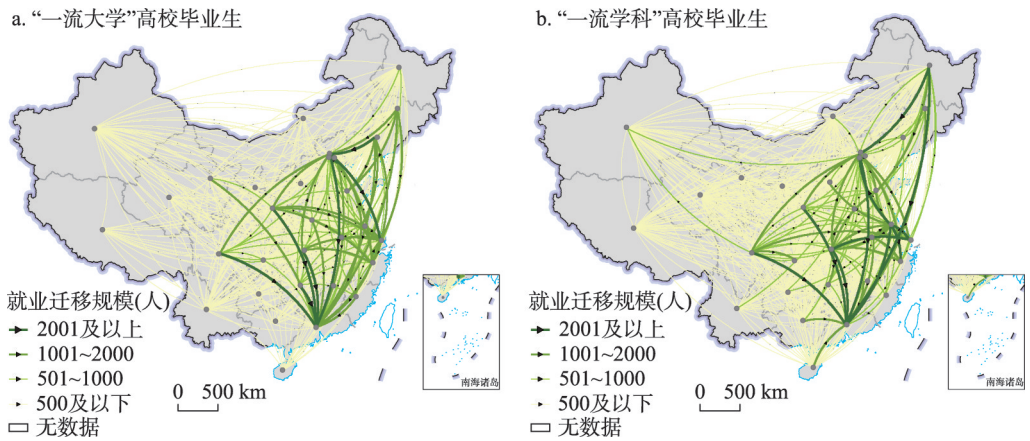 a. “一流大学”高校毕业生
就业迁移规模(人)
2001及以上
1001~2000
501~1000
500及以下
无数据
0 500 km
南海诸岛
b. “一流学科”高校毕业生
就业迁移规模(人)
2001及以上
1001~2000
501~1000
500及以下
无数据
0 500 km
南海诸岛